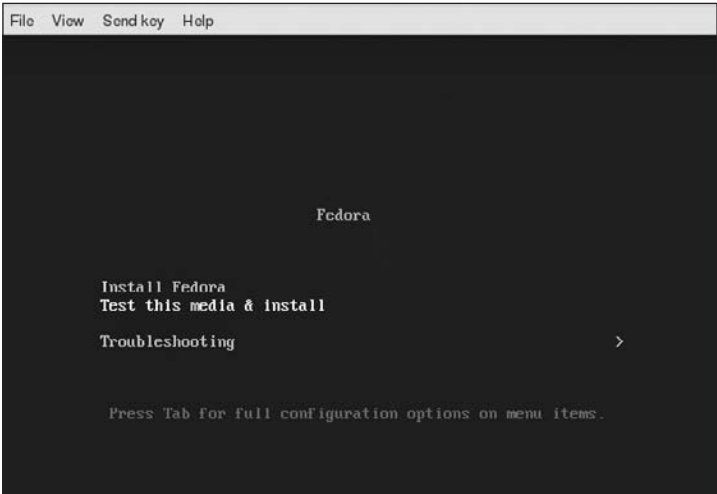 File View Send key Help
Fedora
Install Fedora
Test this media & install
Troubleshooting >
Press Tab for full configuration options on menu items.